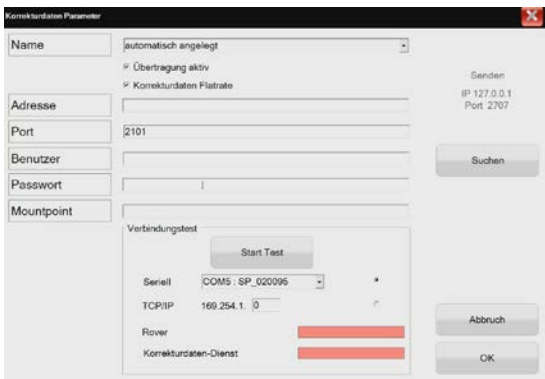 Korrekturdaten Parameter
Name
automatisch angelegt
Übertragung aktiv
Korrekturdaten Flatrate
Senden
IP 127.0.0.1
Port 2707
Adresse
Port
2101
Benutzer
Suchen
Passwort
Mountpoint
Verbindungstest
Start Test
Seriell
COM5 : SP_020095
TCP/IP
169.254.1. 0
Rover
Korrekturdaten-Dienst
Abbruch
OK